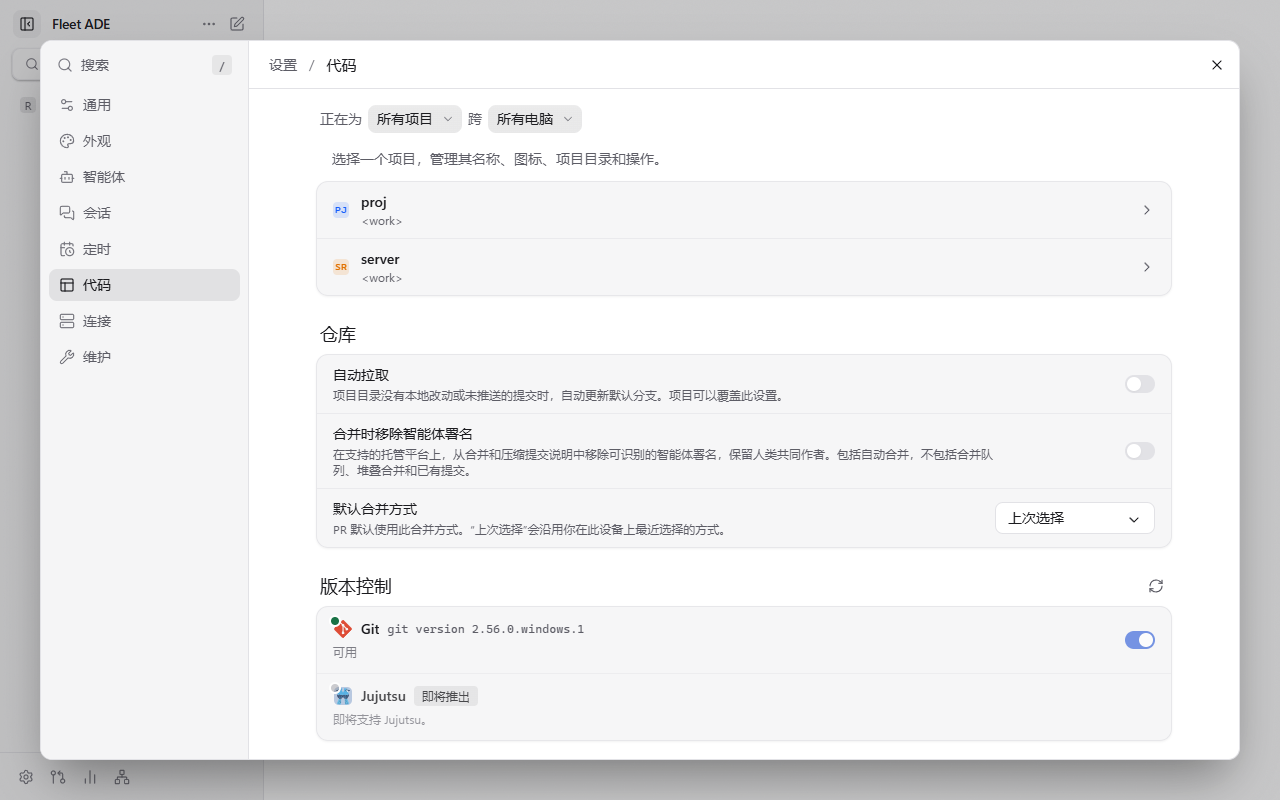 Fleet ADE
搜索
/
R
通用
外观
智能体
会话
定时
代码
连接
维护
设置 / 代码
正在为 所有项目 跨 所有电脑
选择一个项目，管理其名称、图标、项目目录和操作。
PJ
proj
<work>
SR
server
<work>
仓库
自动拉取
项目目录没有本地改动或未推送的提交时，自动更新默认分支。项目可以覆盖此设置。
合并时移除智能体署名
在支持的托管平台上，从合并和压缩提交说明中移除可识别的智能体署名，保留人类共同作者。包括自动合并，不包括合并队
列、堆叠合并和已有提交。
默认合并方式
PR 默认使用此合并方式。“上次选择”会沿用你在此设备上最近选择的方式。
上次选择
版本控制
Git git version 2.56.0.windows.1
可用
Jujutsu 即将推出
即将支持 Jujutsu。